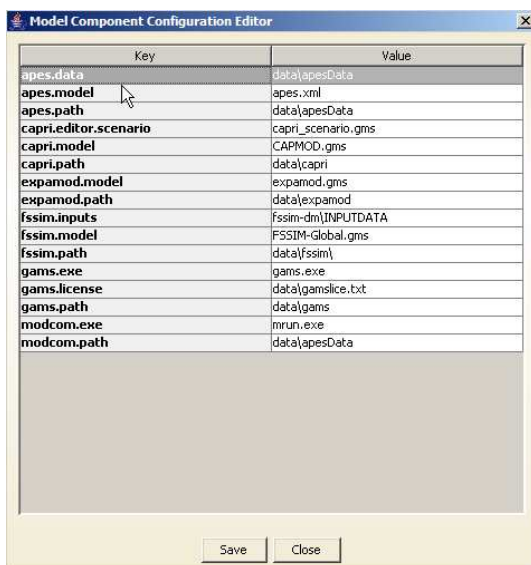 Model Component Configuration Editor
Key Value
apes.data data\apesData
apes.model apes.xml
apes.path data\apesData
capri.editor.scenario capri_scenario.gms
capri.model CAPMOD.gms
capri.path data\capri
expamod.model expamod.gms
expamod.path data\expamod
fssim.inputs fssim-dm\INPUTDATA
fssim.model FSSIM-Global.gms
fssim.path data\fssim\
gams.exe gams.exe
gams.license data\gamslice.txt
gams.path data\gams
modcom.exe mrun.exe
modcom.path data\apesData
Save Close